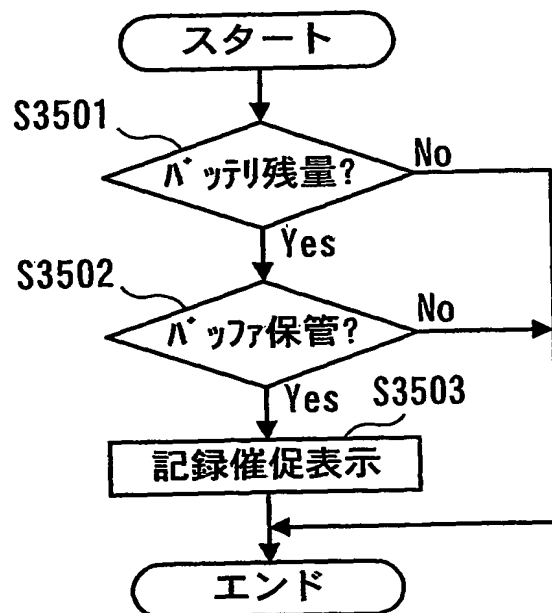 スタート
S3501
バッテリ残量?
No
Yes
S3502
バッファ保管?
No
Yes
S3503
記録催促表示
エンド